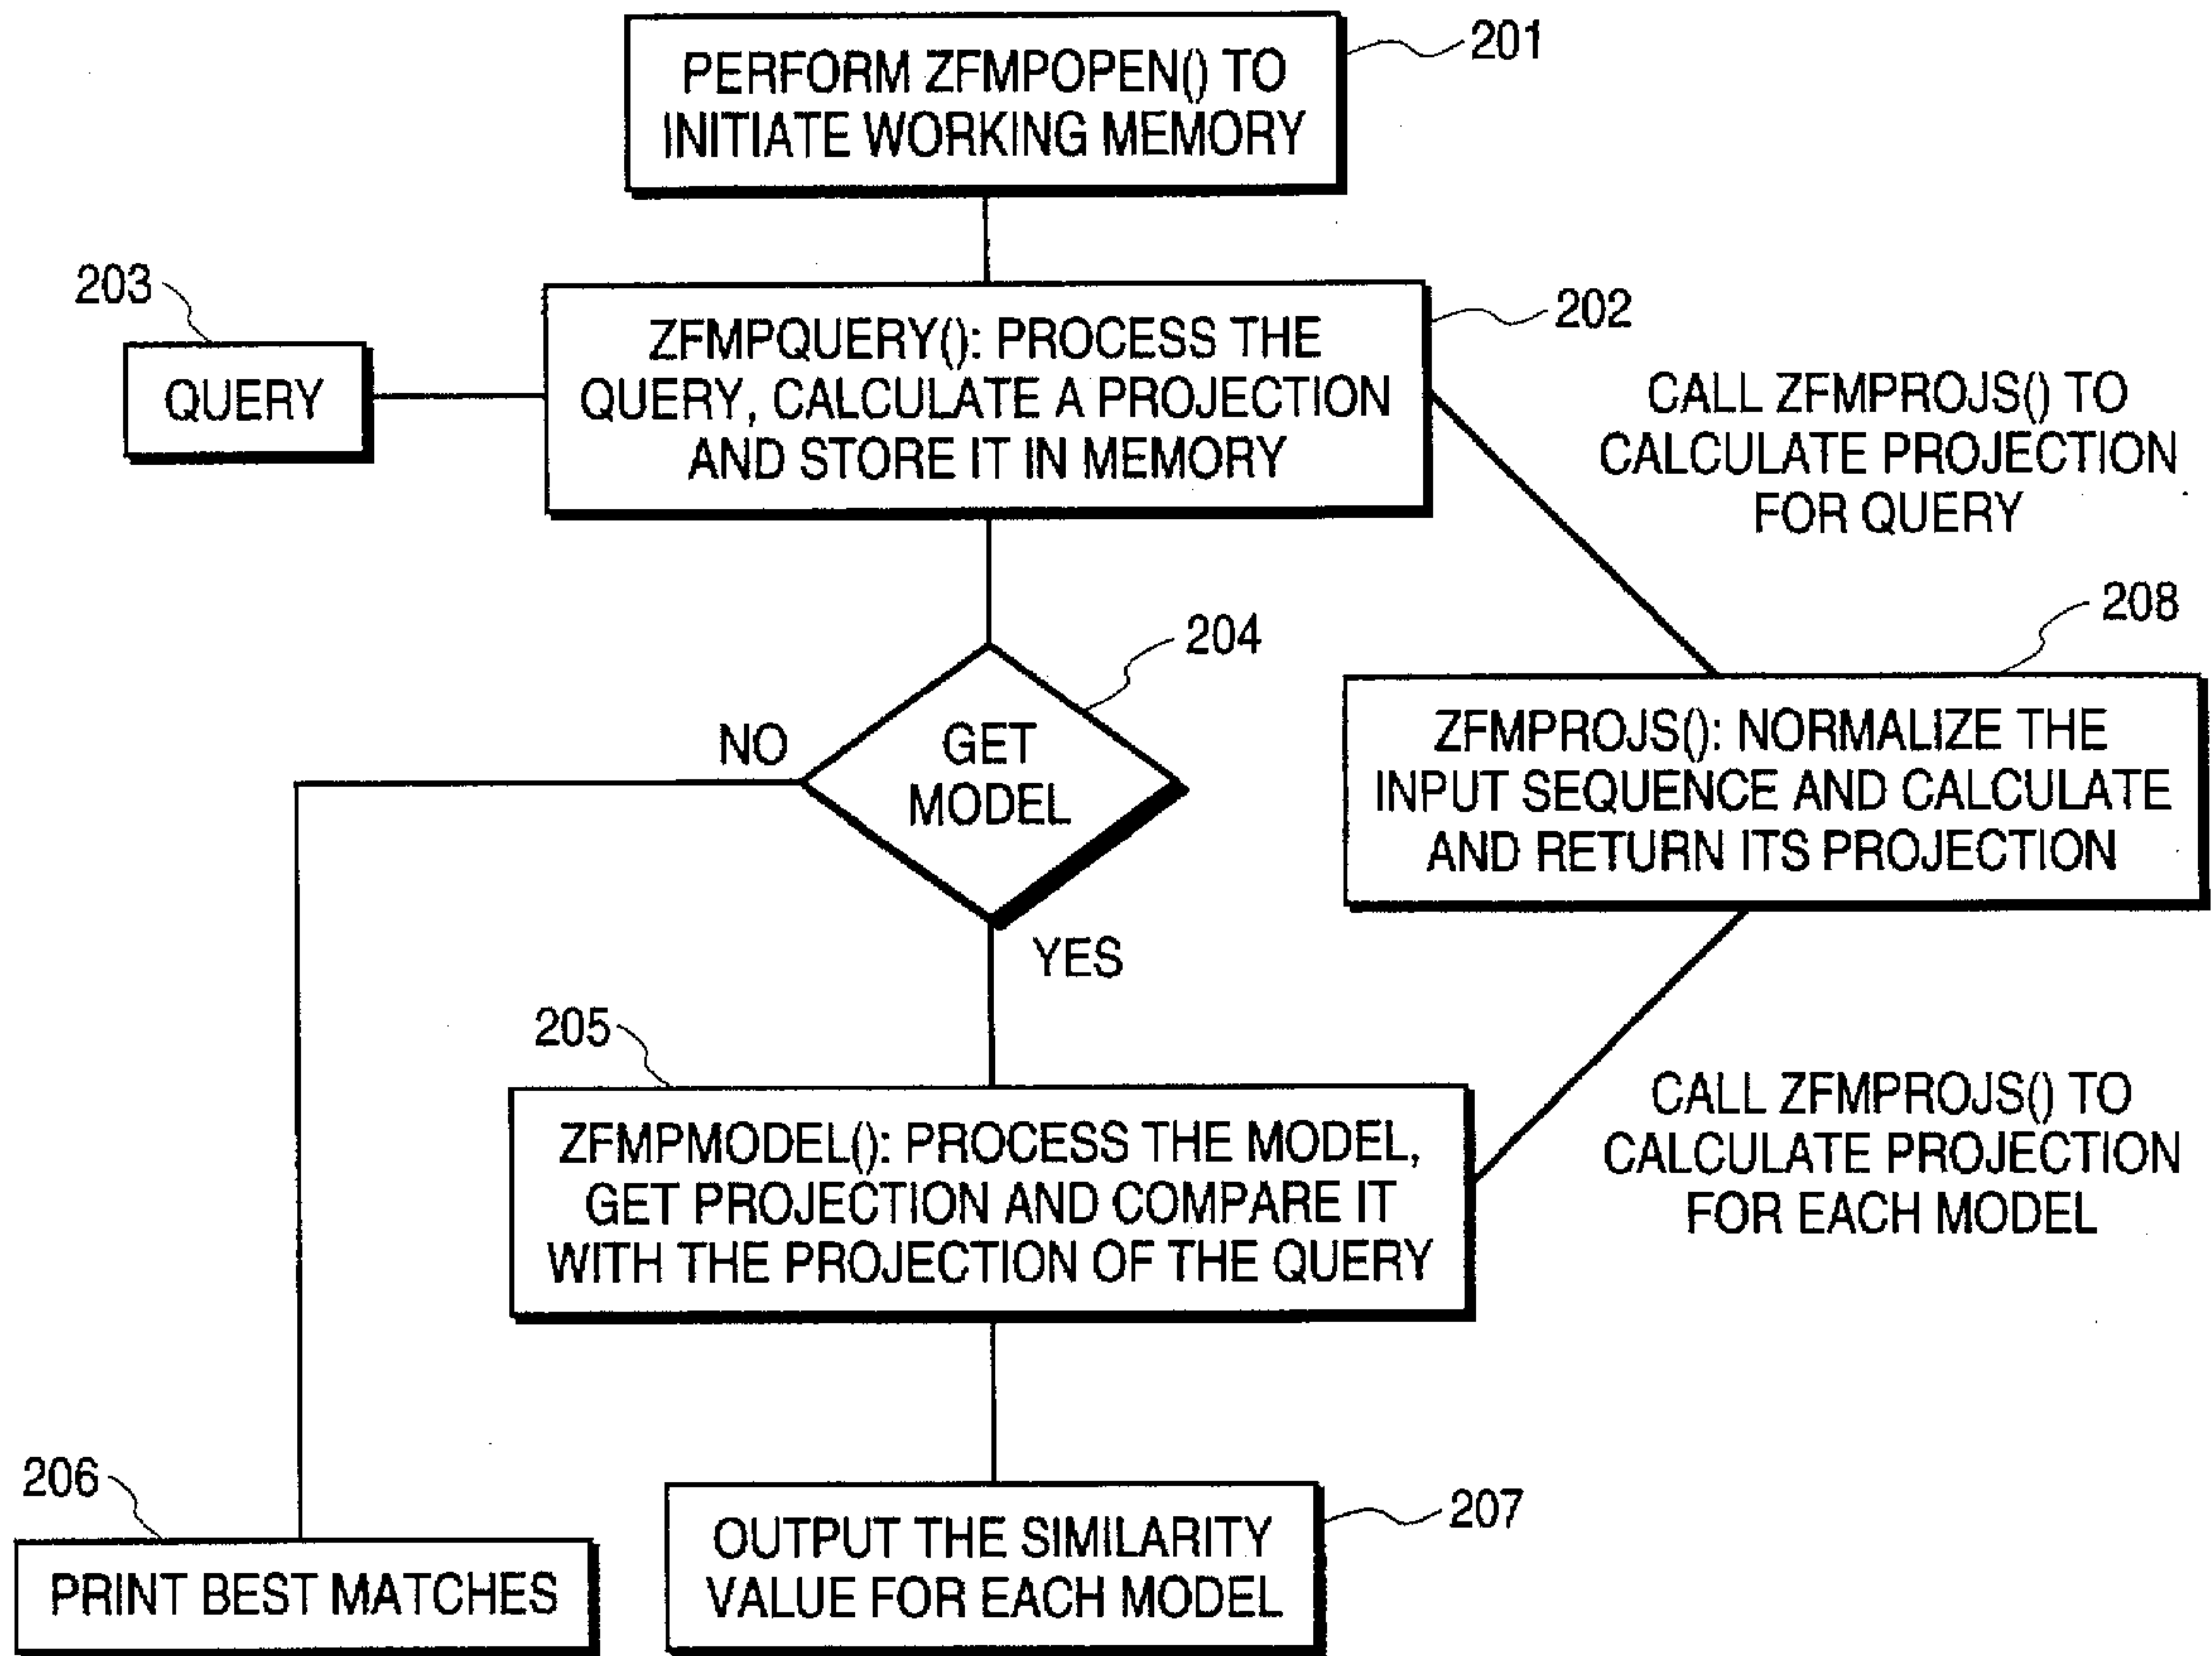 PERFORM ZFMPOPEN() TO
INITIATE WORKING MEMORY
201
203
QUERY
ZFMPQUERY(): PROCESS THE
QUERY, CALCULATE A PROJECTION
AND STORE IT IN MEMORY
202
CALL ZFMPROJS() TO
CALCULATE PROJECTION
FOR QUERY
204
GET
MODEL
NO
YES
208
ZFMPROJS(): NORMALIZE THE
INPUT SEQUENCE AND CALCULATE
AND RETURN ITS PROJECTION
205
ZFMPMODEL(): PROCESS THE MODEL,
GET PROJECTION AND COMPARE IT
WITH THE PROJECTION OF THE QUERY
CALL ZFMPROJS() TO
CALCULATE PROJECTION
FOR EACH MODEL
206
PRINT BEST MATCHES
OUTPUT THE SIMILARITY
VALUE FOR EACH MODEL
207